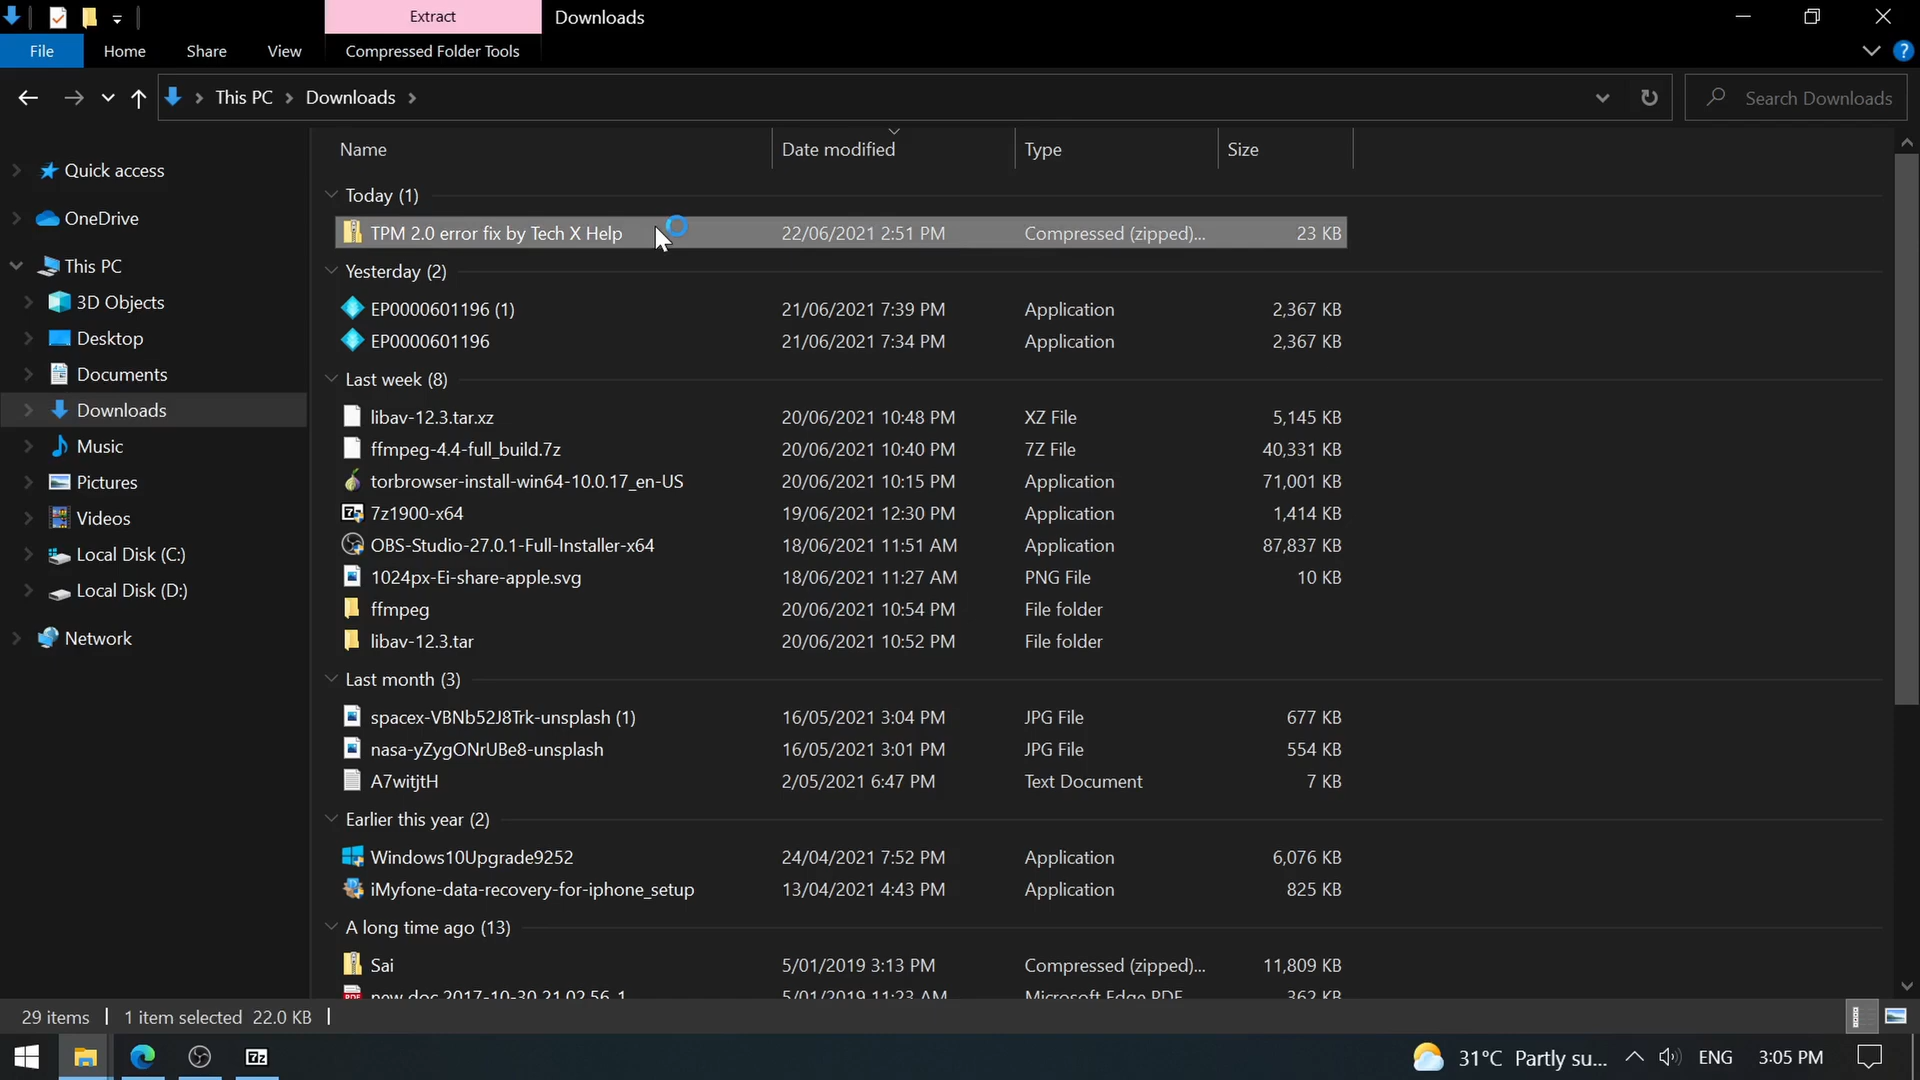 Extract
Downloads
File
Home
Share
View
Compressed Folder Tools
This PC
Downloads
Search Downloads
Quick access
OneDrive
This PC
3D Objects
Desktop
Documents
Downloads
Music
Pictures
Videos
Local Disk (C:)
Local Disk (D:)
Network
Name Date modified Type Size
Today (1)
TPM 2.0 error fix by Tech X Help 22/06/2021 2:51 PM Compressed (zipped)... 23 KB
Yesterday (2)
EP0000601196 (1) 21/06/2021 7:39 PM Application 2,367 KB
EP0000601196 21/06/2021 7:34 PM Application 2,367 KB
Last week (8)
libav-12.3.tar.xz 20/06/2021 10:48 PM XZ File 5,145 KB
ffmpeg-4.4-full_build.7z 20/06/2021 10:40 PM 7Z File 40,331 KB
torbrowser-install-win64-10.0.17_en-US 20/06/2021 10:15 PM Application 71,001 KB
7z1900-x64 19/06/2021 12:30 PM Application 1,414 KB
OBS-Studio-27.0.1-Full-Installer-x64 18/06/2021 11:51 AM Application 87,837 KB
1024px-Ei-share-apple.svg 18/06/2021 11:27 AM PNG File 10 KB
ffmpeg 20/06/2021 10:54 PM File folder
libav-12.3.tar 20/06/2021 10:52 PM File folder
Last month (3)
spacex-VBNb52J8Trk-unsplash (1) 16/05/2021 3:04 PM JPG File 677 KB
nasa-yZygONrUBe8-unsplash 16/05/2021 3:01 PM JPG File 554 KB
A7witjtH 2/05/2021 6:47 PM Text Document 7 KB
Earlier this year (2)
Windows10Upgrade9252 24/04/2021 7:52 PM Application 6,076 KB
iMyfone-data-recovery-for-iphone_setup 13/04/2021 4:43 PM Application 825 KB
A long time ago (13)
Sai 5/01/2019 3:13 PM Compressed (zipped)... 11,809 KB
new doc 2017-10-30 21.02.56_1 5/01/2019 11:23 AM Microsoft Edge PDF 362 KB
29 items 1 item selected 22.0 KB
7z
31°C Partly su... ENG 3:05 PM